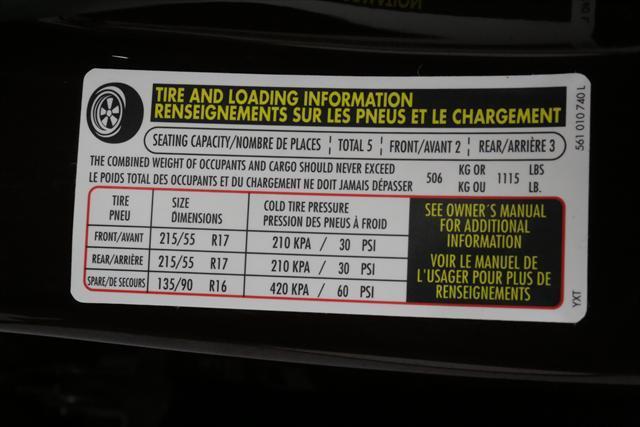 TIRE AND LOADING INFORMATION
RENSEIGNEMENTS SUR LES PNEUS ET LE CHARGEMENT
SEATING CAPACITY/NOMBRE DE PLACES | TOTAL 5 | FRONT/AVANT 2 | REAR/ARRIÈRE 3
THE COMBINED WEIGHT OF OCCUPANTS AND CARGO SHOULD NEVER EXCEED
LE POIDS TOTAL DES OCCUPANTS ET DU CHARGEMENT NE DOIT JAMAIS DÉPASSER
506 KG OR 1115 LBS
KG OU LB.
TIRE SIZE COLD TIRE PRESSURE
PNEU DIMENSIONS PRESSION DES PNEUS À FROID
FRONT/AVANT 215/55 R17 210 KPA / 30 PSI
REAR/ARRIÈRE 215/55 R17 210 KPA / 30 PSI
SPARE/DE SECOURS 135/90 R16 420 KPA / 60 PSI
SEE OWNER´S MANUAL
FOR ADDITIONAL
INFORMATION
VOIR LE MANUEL DE
L'USAGER POUR PLUS DE
RENSEIGNEMENTS
561 010 740 L
YXT